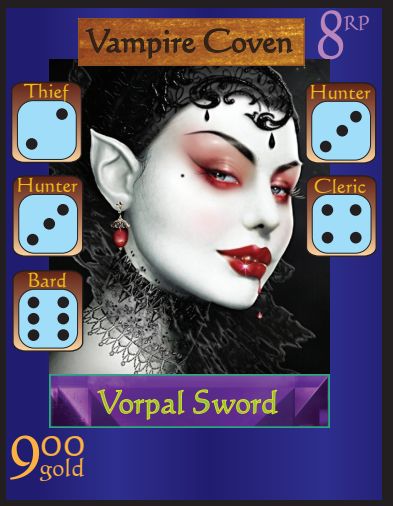 Vampire Coven
8RP
Thief
Hunter
Hunter
Cleric
Bard
Vorpal Sword
900
gold